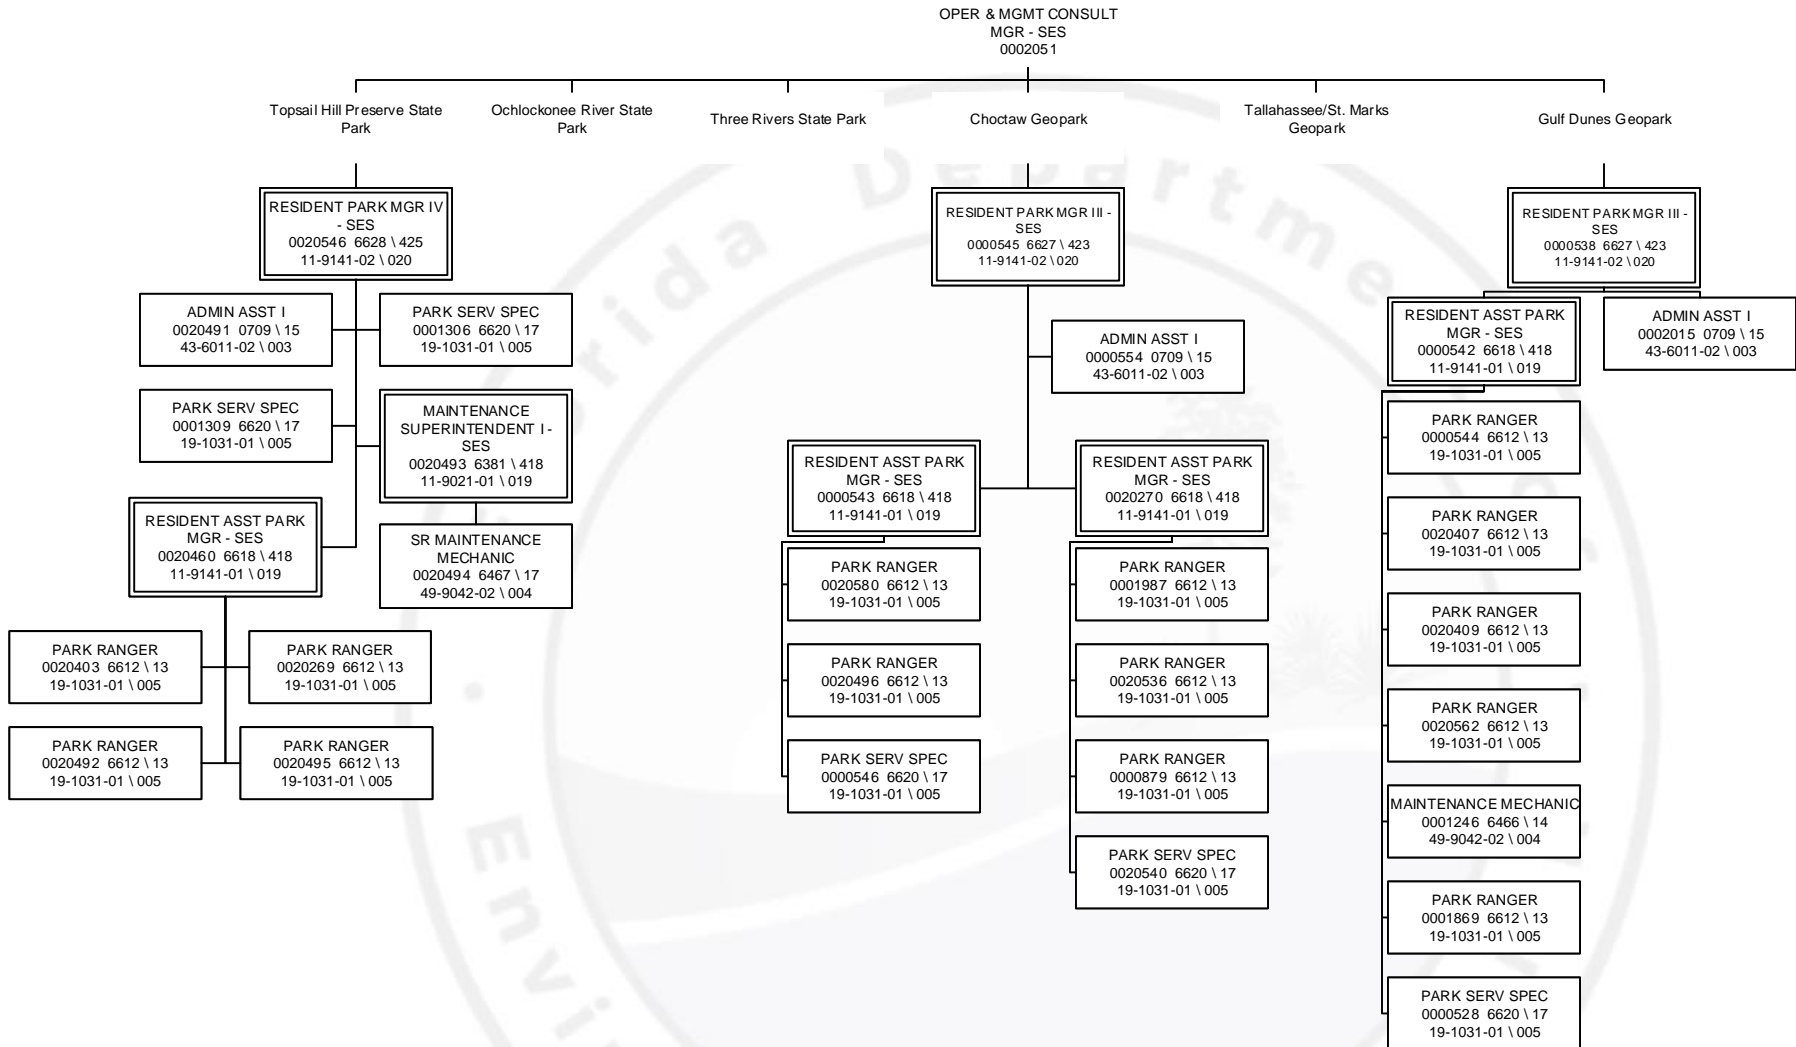 OPER & MGMT CONSULT
MGR - SES
0002051
Topsail Hill Preserve State
Park
Ochlockonee River State
Park
Three Rivers State Park
Choctaw Geopark
Tallahassee/St. Marks
Geopark
Gulf Dunes Geopark
RESIDENT PARK MGR IV
- SES
0020546 6628 \ 425
11-9141-02 \ 020
ADMIN ASST I
0020491 0709 \ 15
43-6011-02 \ 003
PARK SERV SPEC
0001306 6620 \ 17
19-1031-01 \ 005
PARK SERV SPEC
0001309 6620 \ 17
19-1031-01 \ 005
MAINTENANCE
SUPERINTENDENT I -
SES
0020493 6381 \ 418
11-9021-01 \ 019
RESIDENT ASST PARK
MGR - SES
0020460 6618 \ 418
11-9141-01 \ 019
SR MAINTENANCE
MECHANIC
0020494 6467 \ 17
49-9042-02 \ 004
PARK RANGER
0020403 6612 \ 13
19-1031-01 \ 005
PARK RANGER
0020269 6612 \ 13
19-1031-01 \ 005
PARK RANGER
0020492 6612 \ 13
19-1031-01 \ 005
PARK RANGER
0020495 6612 \ 13
19-1031-01 \ 005
RESIDENT PARK MGR III -
SES
0000545 6627 \ 423
11-9141-02 \ 020
ADMIN ASST I
0000554 0709 \ 15
43-6011-02 \ 003
RESIDENT ASST PARK
MGR - SES
0000543 6618 \ 418
11-9141-01 \ 019
PARK RANGER
0020580 6612 \ 13
19-1031-01 \ 005
PARK RANGER
0020496 6612 \ 13
19-1031-01 \ 005
PARK SERV SPEC
0000546 6620 \ 17
19-1031-01 \ 005
RESIDENT ASST PARK
MGR - SES
0020270 6618 \ 418
11-9141-01 \ 019
PARK RANGER
0001987 6612 \ 13
19-1031-01 \ 005
PARK RANGER
0020536 6612 \ 13
19-1031-01 \ 005
PARK RANGER
0000879 6612 \ 13
19-1031-01 \ 005
PARK SERV SPEC
0020540 6620 \ 17
19-1031-01 \ 005
RESIDENT PARK MGR III -
SES
0000538 6627 \ 423
11-9141-02 \ 020
RESIDENT ASST PARK
MGR - SES
0000542 6618 \ 418
11-9141-01 \ 019
ADMIN ASST I
0002015 0709 \ 15
43-6011-02 \ 003
PARK RANGER
0000544 6612 \ 13
19-1031-01 \ 005
PARK RANGER
0020407 6612 \ 13
19-1031-01 \ 005
PARK RANGER
0020409 6612 \ 13
19-1031-01 \ 005
PARK RANGER
0020562 6612 \ 13
19-1031-01 \ 005
MAINTENANCE MECHANIC
0001246 6466 \ 14
49-9042-02 \ 004
PARK RANGER
0001869 6612 \ 13
19-1031-01 \ 005
PARK SERV SPEC
0000528 6620 \ 17
19-1031-01 \ 005